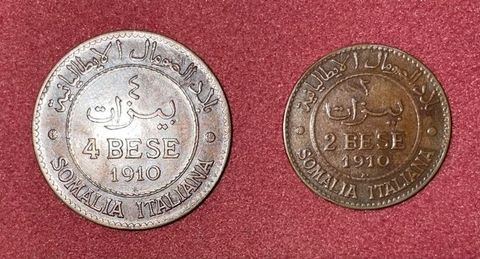 بلاد الصومال الإيطاليانية
٤
بيزات
4 BESE
1910
SOMALIA ITALIANA
بلاد الصومال الإيطاليانية
٢
بيزات
2 BESE
1910
SOMALIA ITALIANA